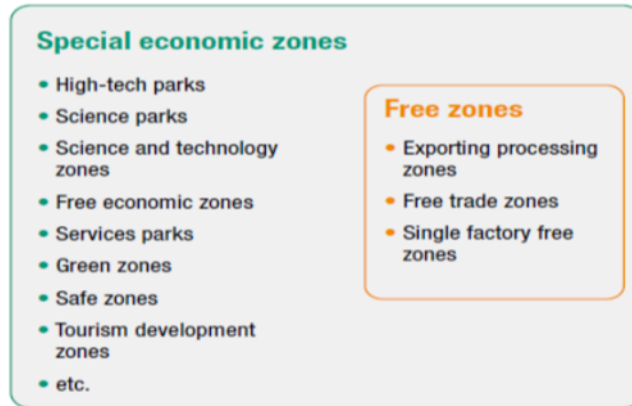 Special economic zones
• High-tech parks
• Science parks
• Science and technology
zones
• Free economic zones
• Services parks
• Green zones
• Safe zones
• Tourism development
zones
• etc.
Free zones
• Exporting processing
zones
• Free trade zones
• Single factory free
zones